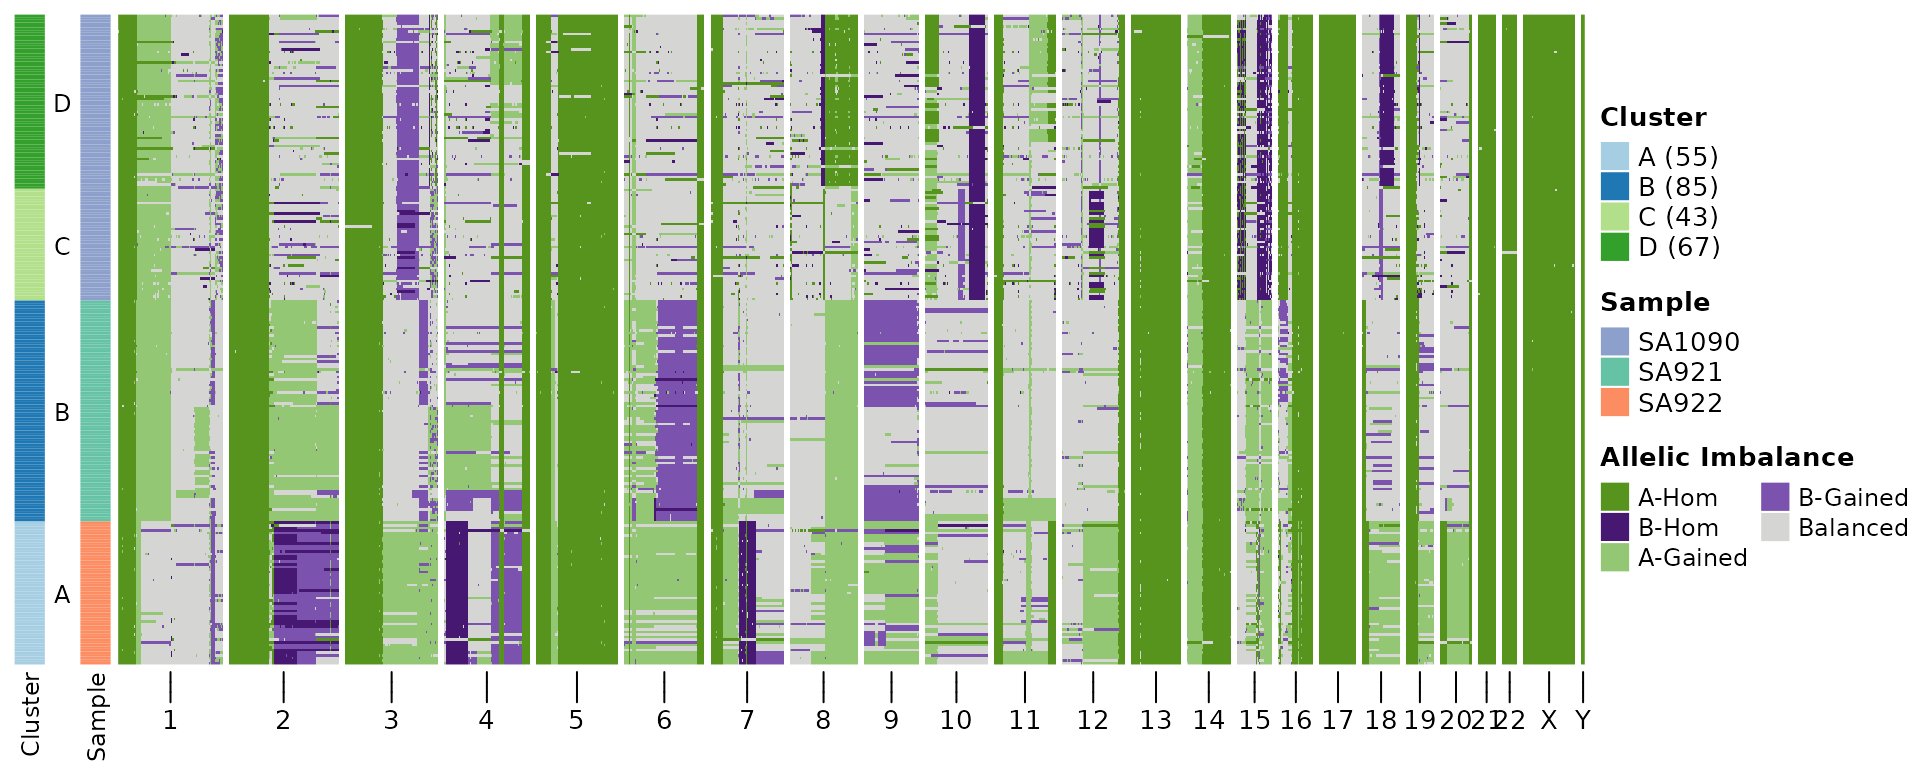 D
C
B
A
Cluster
Sample
1
2
3
4
5
6
7
8
9
10
11
12
13
14
15
16
17
18
19
20
21
22
X
Y
Cluster
A (55)
B (85)
C (43)
D (67)
Sample
SA1090
SA921
SA922
Allelic Imbalance
A-Hom
B-Hom
A-Gained
B-Gained
Balanced